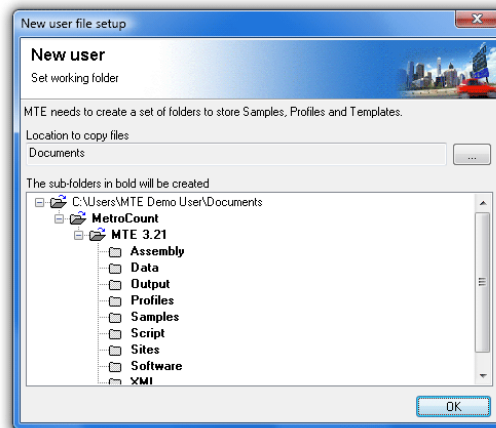 New user file setup
New user
Set working folder
MTE needs to create a set of folders to store Samples, Profiles and Templates.
Location to copy files
Documents
...
The sub-folders in bold will be created
C:\Users\MTE Demo User\Documents
MetroCount
MTE 3.21
Assembly
Data
Output
Profiles
Samples
Script
Sites
Software
XML
OK